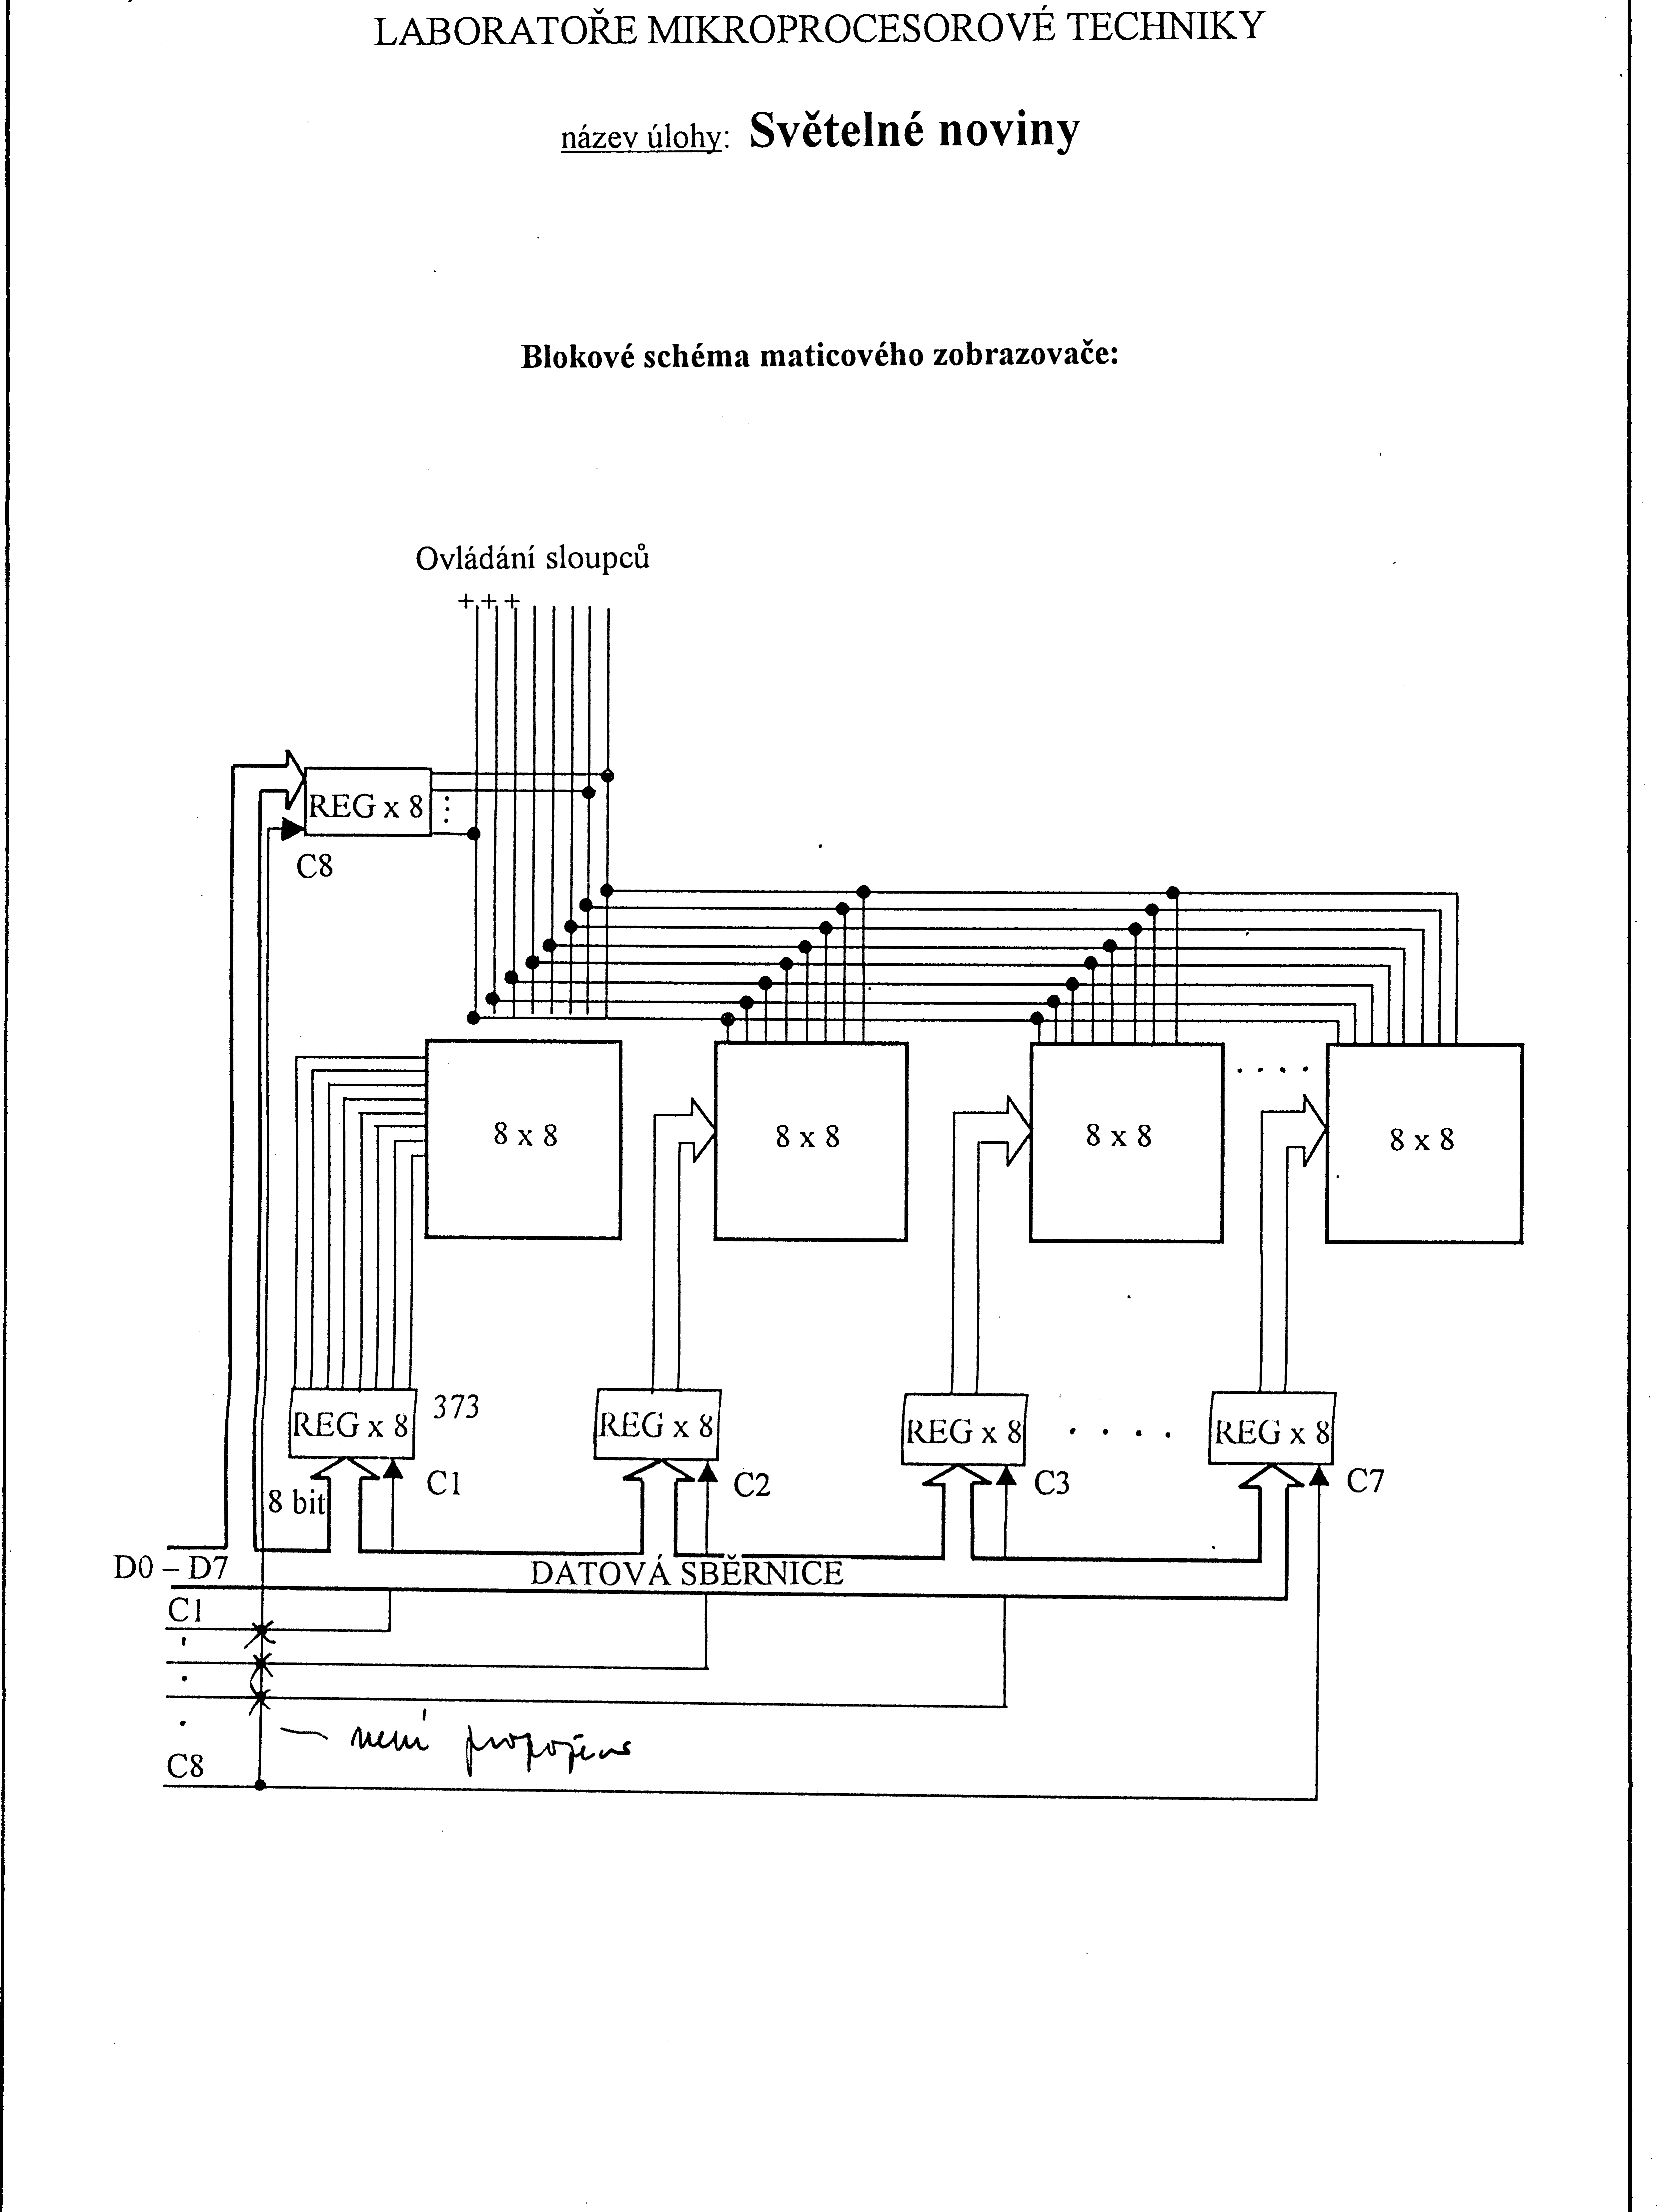 LABORATOŘE MIKROPROCESOROVÉ TECHNIKY
název úlohy: Světelné noviny
Blokové schéma maticového zobrazovače:
Ovládání sloupců
+ + +
REG x 8
C8
8 x 8
8 x 8
8 x 8
8 x 8
REG x 8
373
REG x 8
REG x 8
REG x 8
C1
C2
C3
C7
8 bit
D0 – D7
DATOVÁ SBĚRNICE
C1
není propojeno
C8